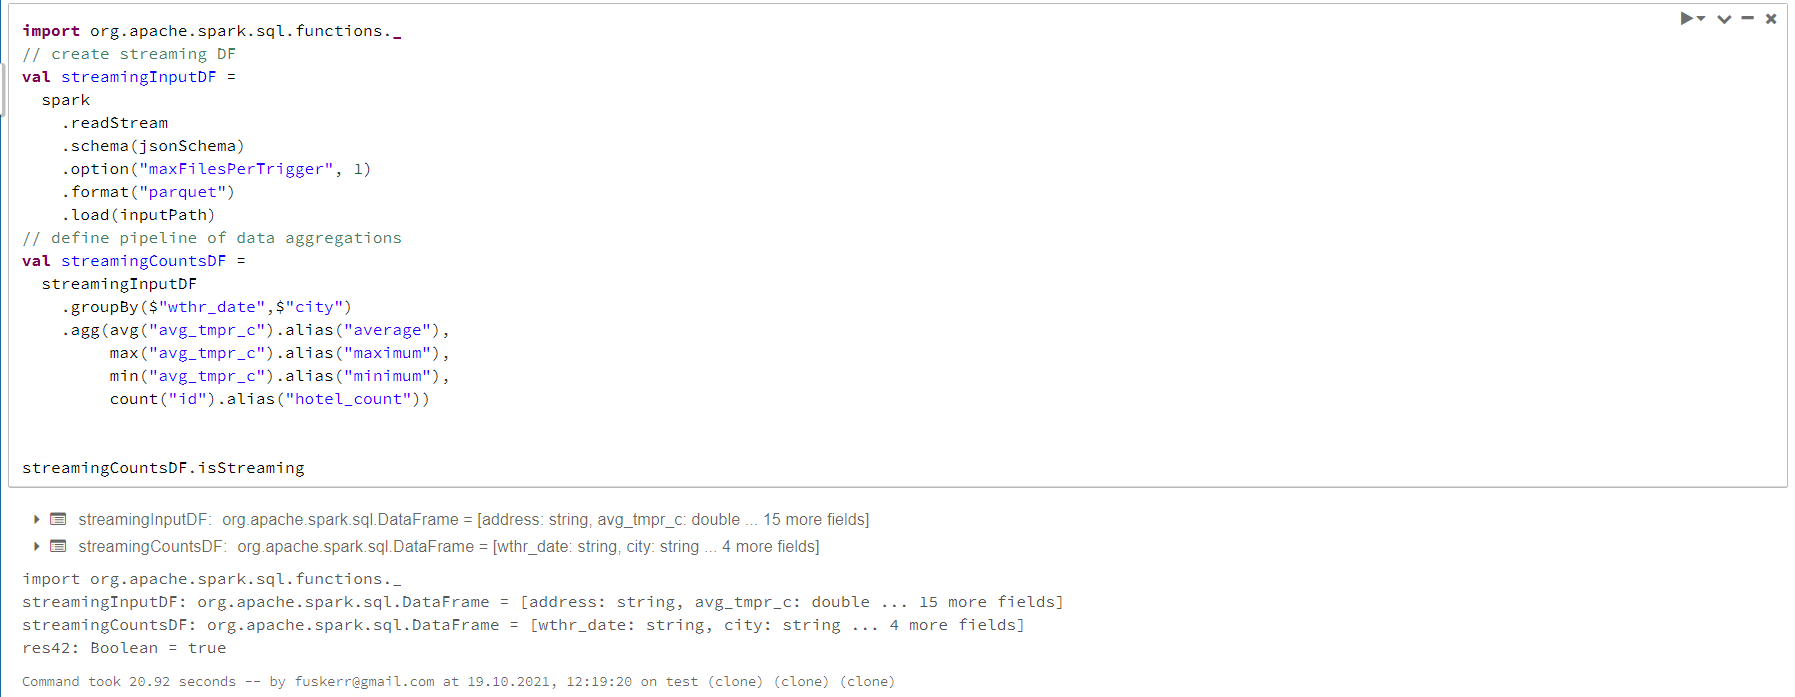 import org.apache.spark.sql.functions._
// create streaming DF
val streamingInputDF =
  spark
    .readStream
    .schema(jsonSchema)
    .option("maxFilesPerTrigger", 1)
    .format("parquet")
    .load(inputPath)
// define pipeline of data aggregations
val streamingCountsDF =
  streamingInputDF
    .groupBy($"wthr_date",$"city")
    .agg(avg("avg_tmpr_c").alias("average"),
         max("avg_tmpr_c").alias("maximum"),
         min("avg_tmpr_c").alias("minimum"),
         count("id").alias("hotel_count"))
streamingCountsDF.isStreaming
streamingInputDF: org.apache.spark.sql.DataFrame = [address: string, avg_tmpr_c: double ... 15 more fields]
streamingCountsDF: org.apache.spark.sql.DataFrame = [wthr_date: string, city: string ... 4 more fields]
import org.apache.spark.sql.functions._
streamingInputDF: org.apache.spark.sql.DataFrame = [address: string, avg_tmpr_c: double ... 15 more fields]
streamingCountsDF: org.apache.spark.sql.DataFrame = [wthr_date: string, city: string ... 4 more fields]
res42: Boolean = true
Command took 20.92 seconds -- by fuskerr@gmail.com at 19.10.2021, 12:19:20 on test (clone) (clone) (clone)